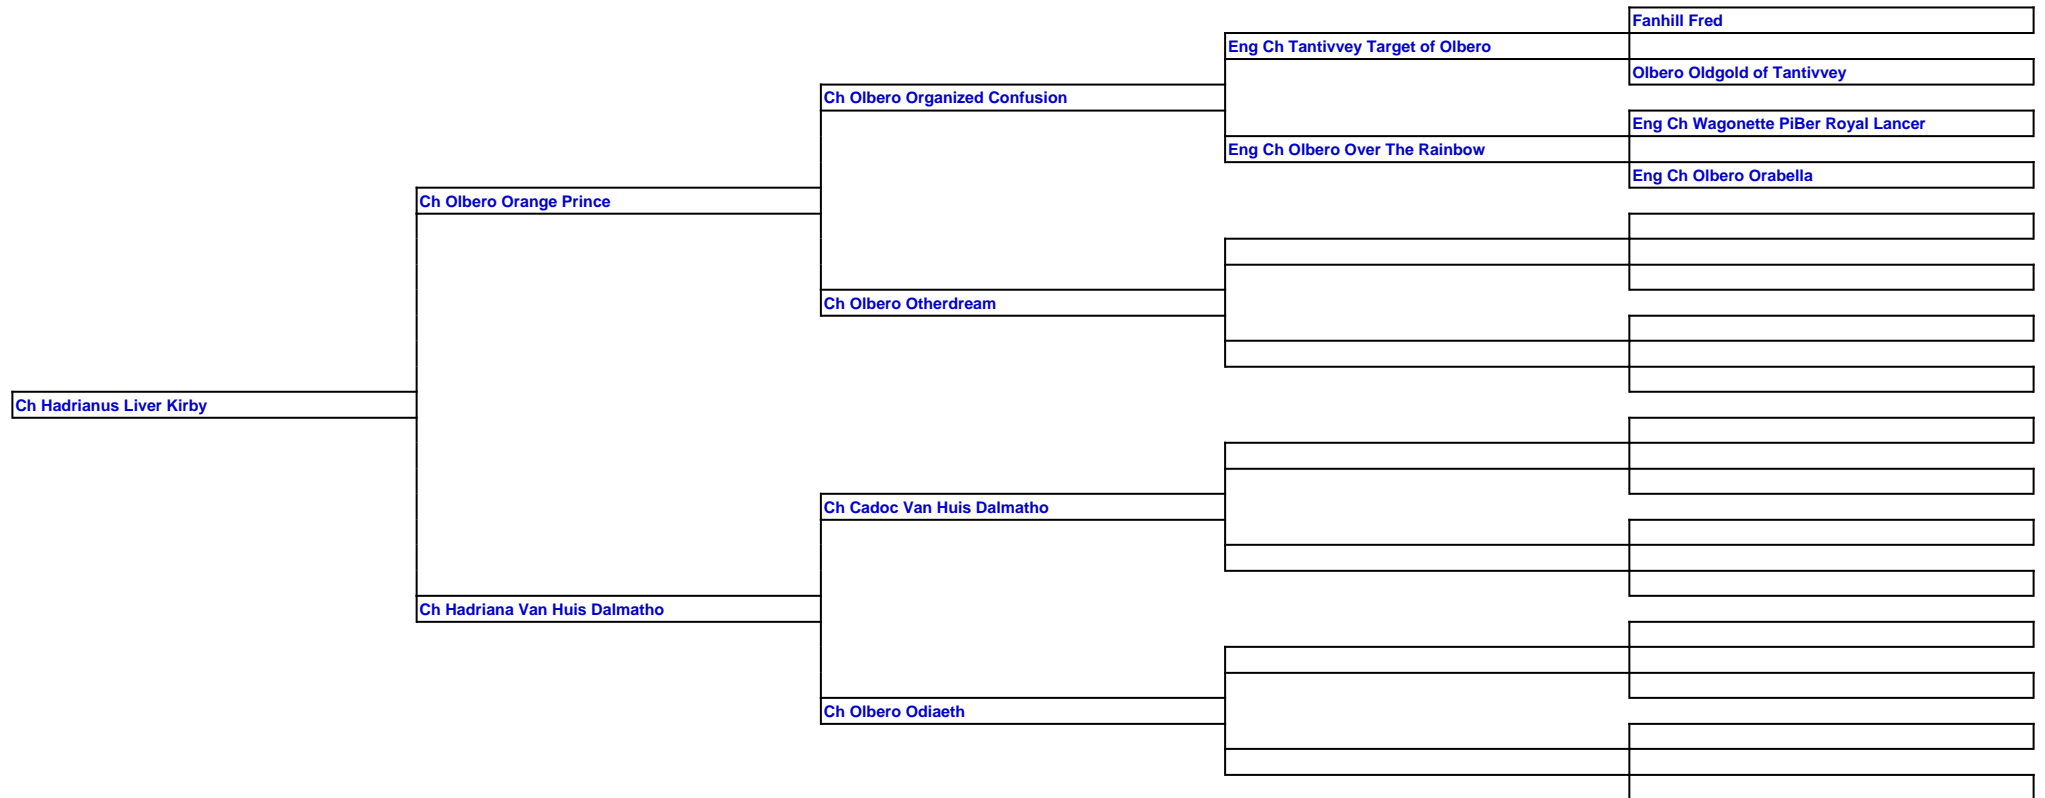 Fanhill Fred
Eng Ch Tantivvey Target of Olbero
Olbero Oldgold of Tantivvey
Ch Olbero Organized Confusion
Eng Ch Wagonette PiBer Royal Lancer
Eng Ch Olbero Over The Rainbow
Eng Ch Olbero Orabella
Ch Olbero Orange Prince
Ch Olbero Otherdream
Ch Hadrianus Liver Kirby
Ch Cadoc Van Huis Dalmatho
Ch Hadriana Van Huis Dalmatho
Ch Olbero Odiaeth